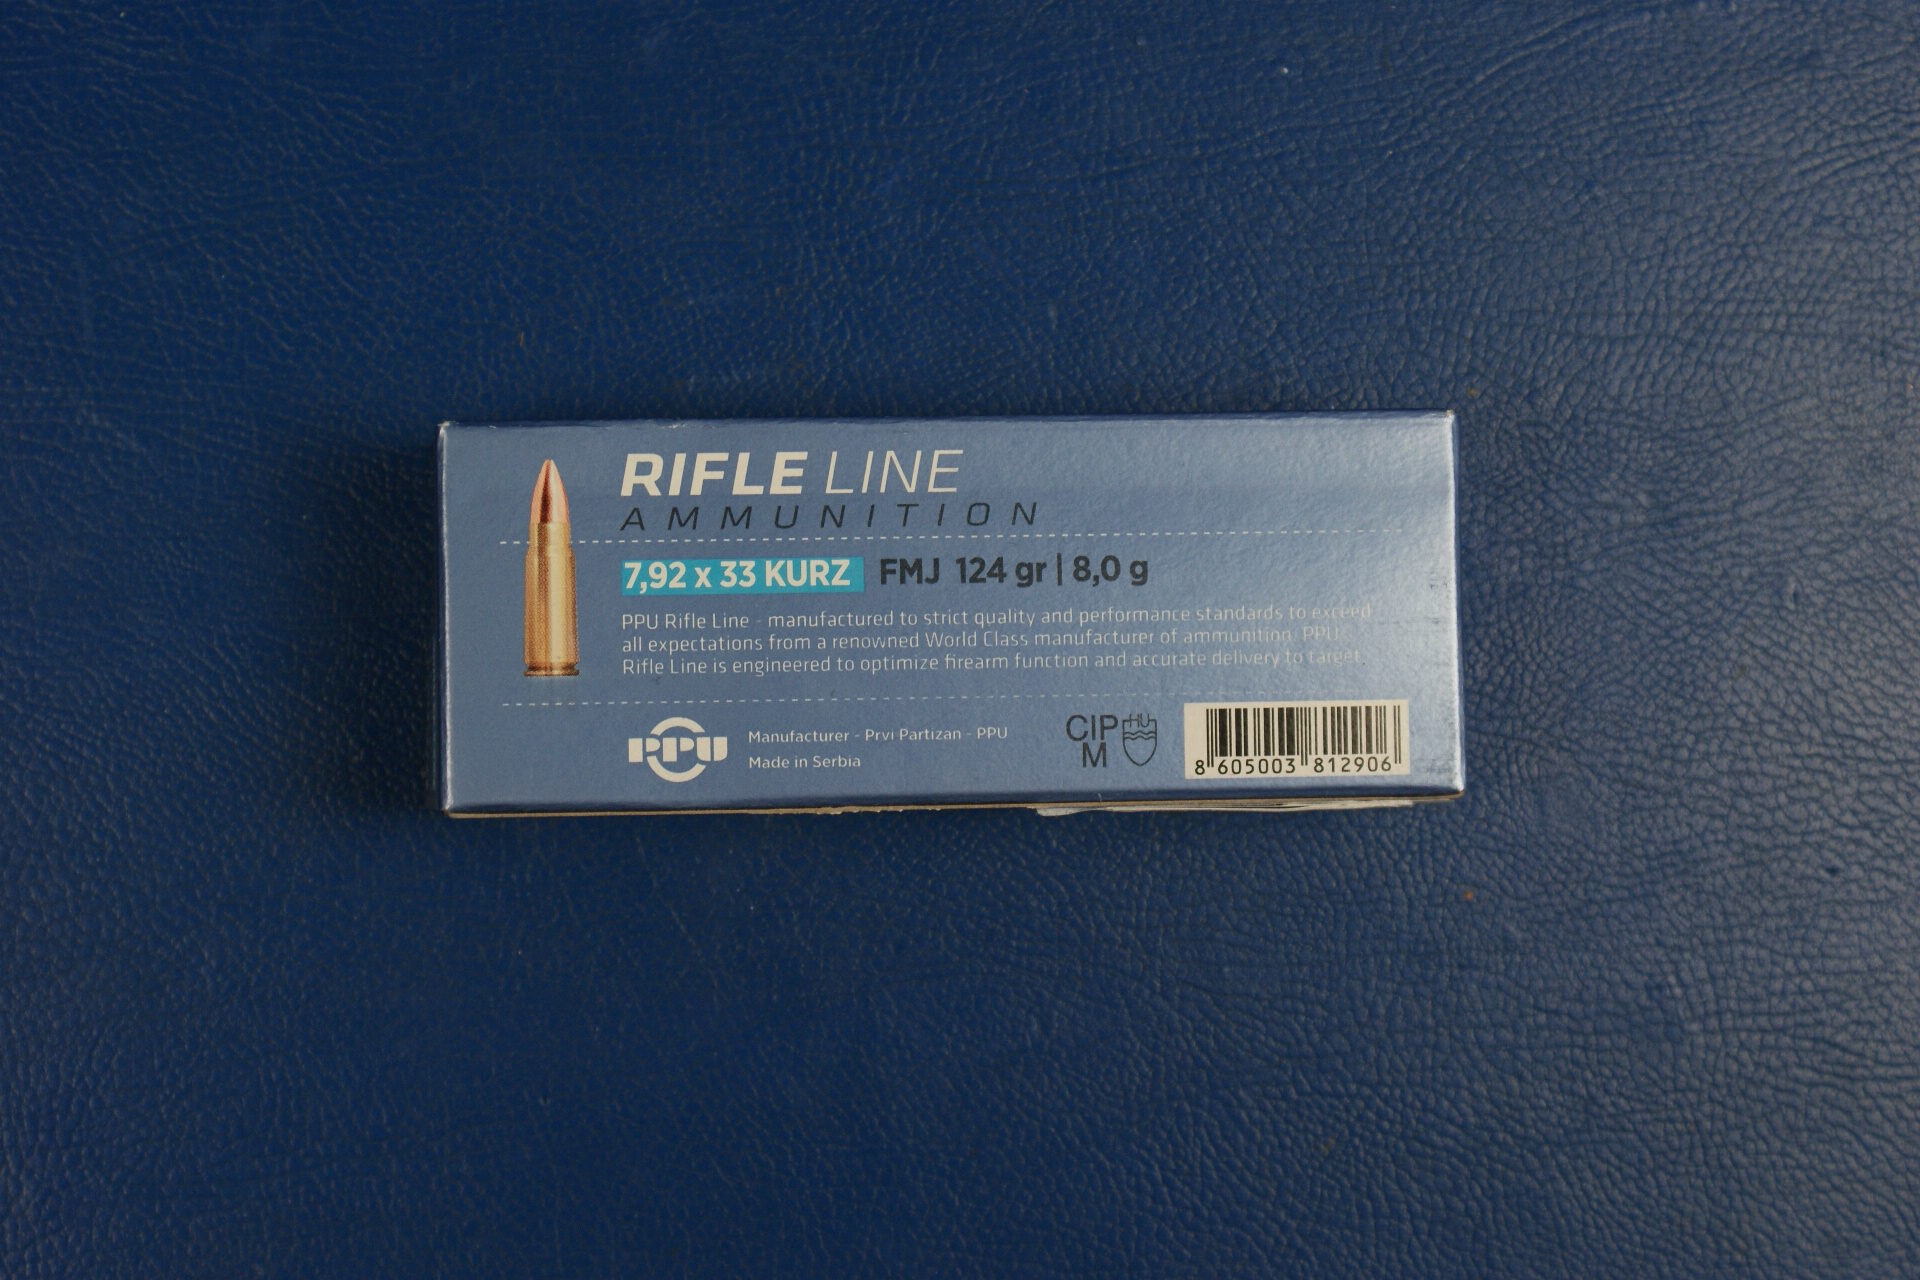 RIFLE LINE
AMMUNITION
7,92 x 33 KURZ FMJ 124 gr | 8,0 g
PPU Rifle Line - manufactured to strict quality and performance standards to exceed
all expectations from a renowned World Class manufacturer of ammunition. PPU
Rifle Line is engineered to optimize firearm function and accurate delivery to target.
PPU
Manufacturer - Prvi Partizan - PPU
Made in Serbia
CIP
M
HU
8 605003 812906